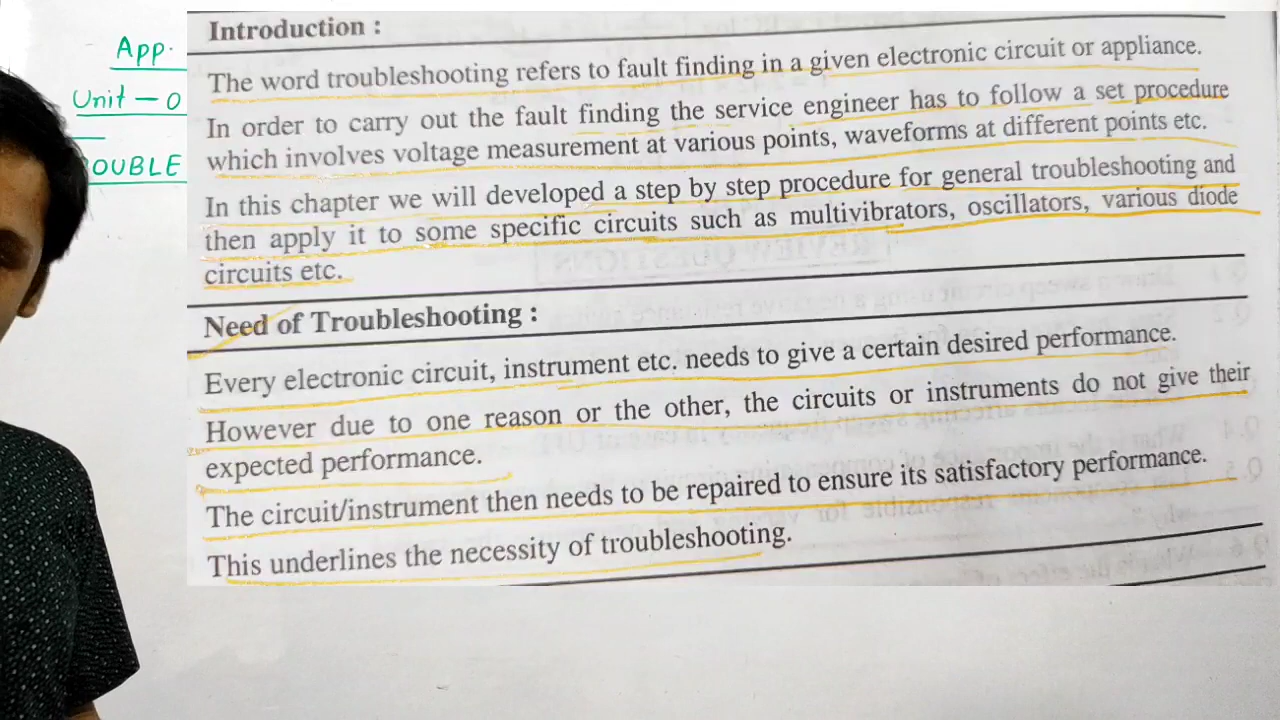 App.
Unit - 0
OUBLE
Introduction :
The word troubleshooting refers to fault finding in a given electronic circuit or appliance.
In order to carry out the fault finding the service engineer has to follow a set procedure
which involves voltage measurement at various points, waveforms at different points etc.
In this chapter we will developed a step by step procedure for general troubleshooting and
then apply it to some specific circuits such as multivibrators, oscillators, various diode
circuits etc.
Need of Troubleshooting :
Every electronic circuit, instrument etc. needs to give a certain desired performance.
However due to one reason or the other, the circuits or instruments do not give their
expected performance.
The circuit/instrument then needs to be repaired to ensure its satisfactory performance.
This underlines the necessity of troubleshooting.